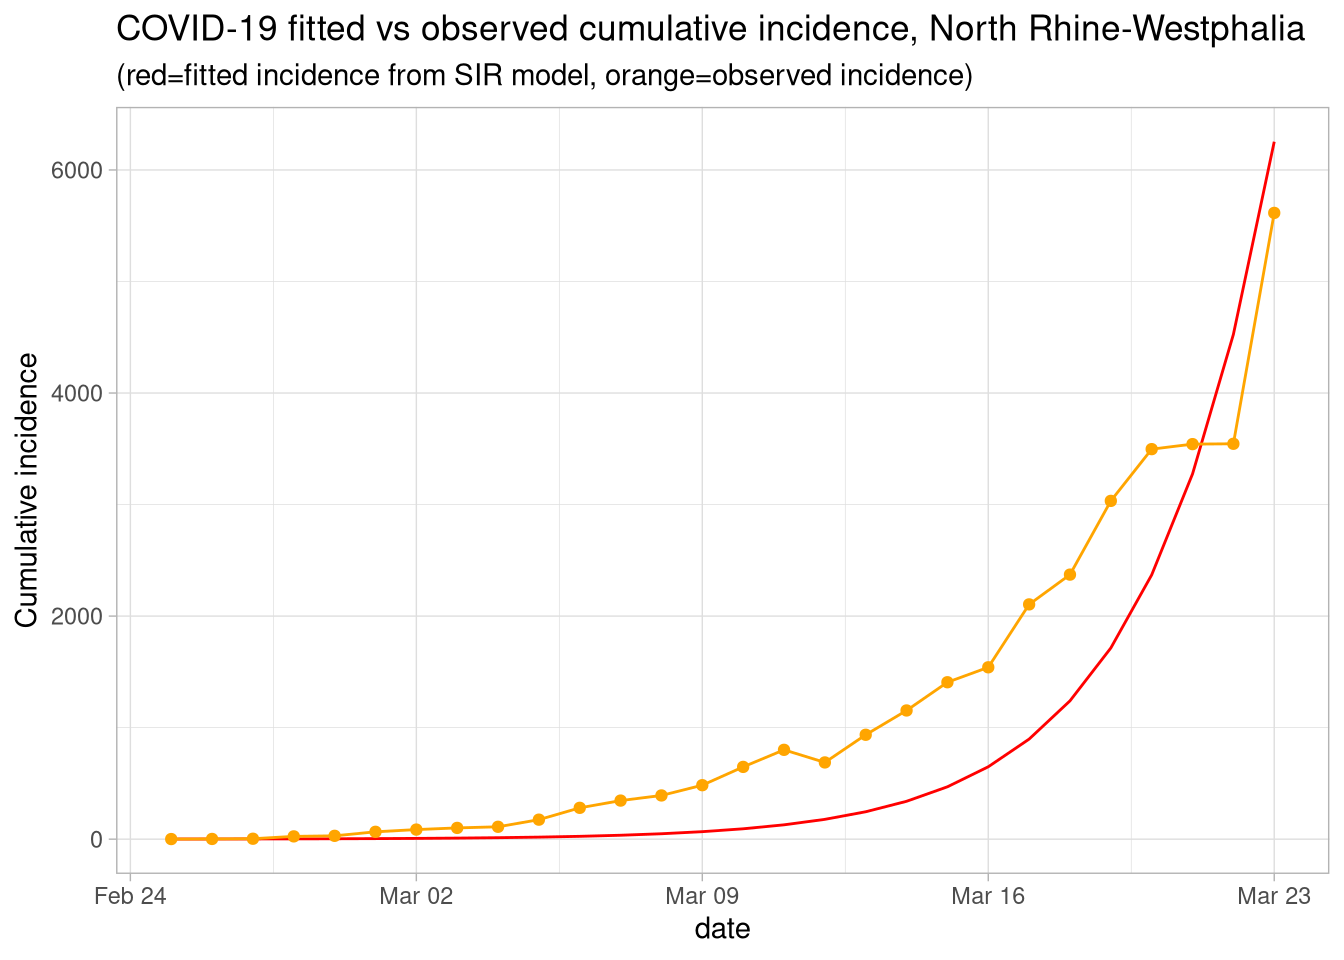 COVID-19 fitted vs observed cumulative incidence, North Rhine-Westphalia
(red=fitted incidence from SIR model, orange=observed incidence)
Cumulative incidence
6000
4000
2000
0
Feb 24
Mar 02
Mar 09
Mar 16
Mar 23
date